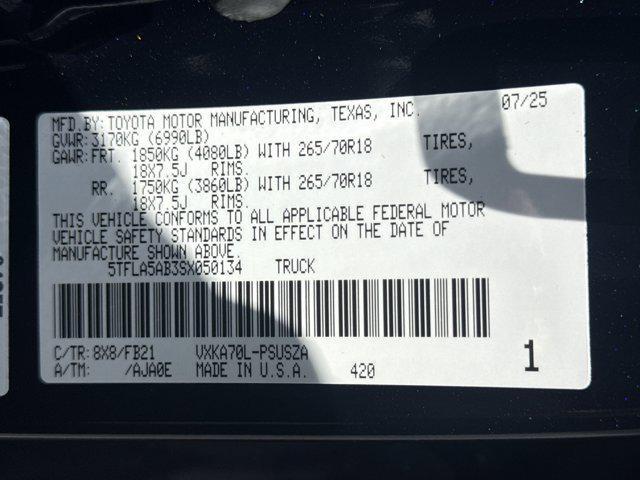 MFD.BY: TOYOTA MOTOR MANUFACTURING, TEXAS, INC. 07/25
GVWR: 3170KG (6990LB)
GAWR: FRT. 1850KG (4080LB) WITH 265/70R18 TIRES,
18X7.5J RIMS.
RR. 1750KG (3860LB) WITH 265/70R18 TIRES,
18X7.5J RIMS.
THIS VEHICLE CONFORMS TO ALL APPLICABLE FEDERAL MOTOR
VEHICLE SAFETY STANDARDS IN EFFECT ON THE DATE OF
MANUFACTURE SHOWN ABOVE.
5TFLA5AB3SX050134 TRUCK
C/TR: 8X8/FB21 VXKA70L-PSUSZA
A/TM: /AJA0E MADE IN U.S.A. 420 1